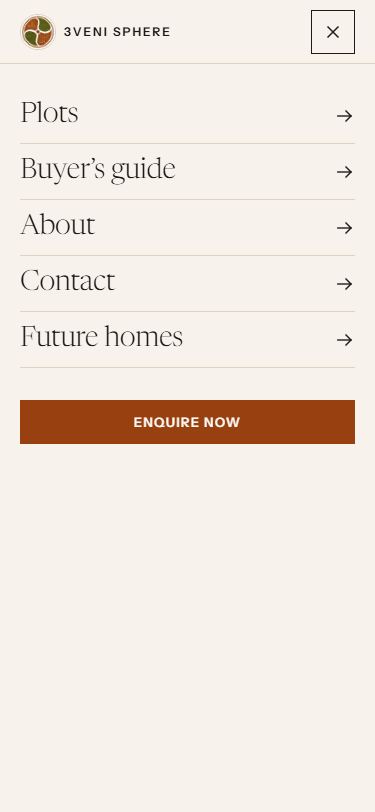 3VENI SPHERE
Plots
Buyer’s guide
About
Contact
Future homes
ENQUIRE NOW